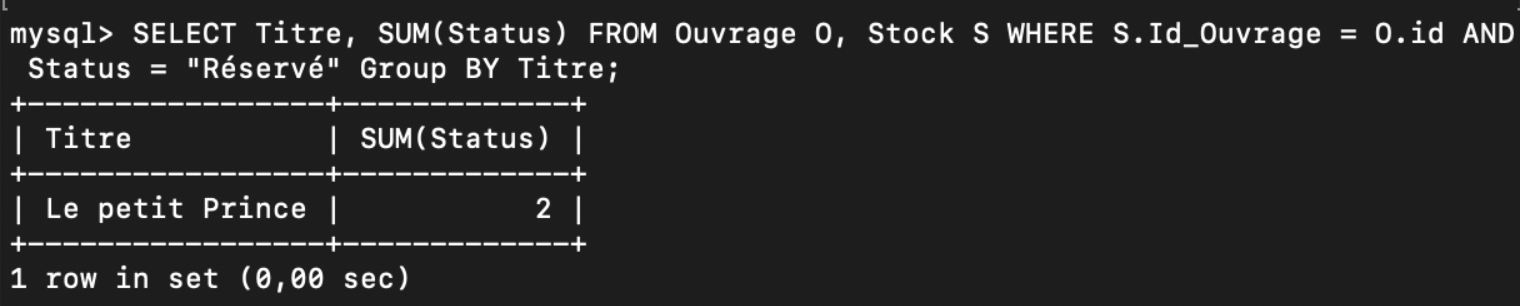 mysql> SELECT Titre, SUM(Status) FROM Ouvrage O, Stock S WHERE S.Id_Ouvrage = O.id AND
 Status = "Réservé" Group BY Titre;
+-----------------+-------------+
| Titre           | SUM(Status) |
+-----------------+-------------+
| Le petit Prince |           2 |
+-----------------+-------------+
1 row in set (0,00 sec)